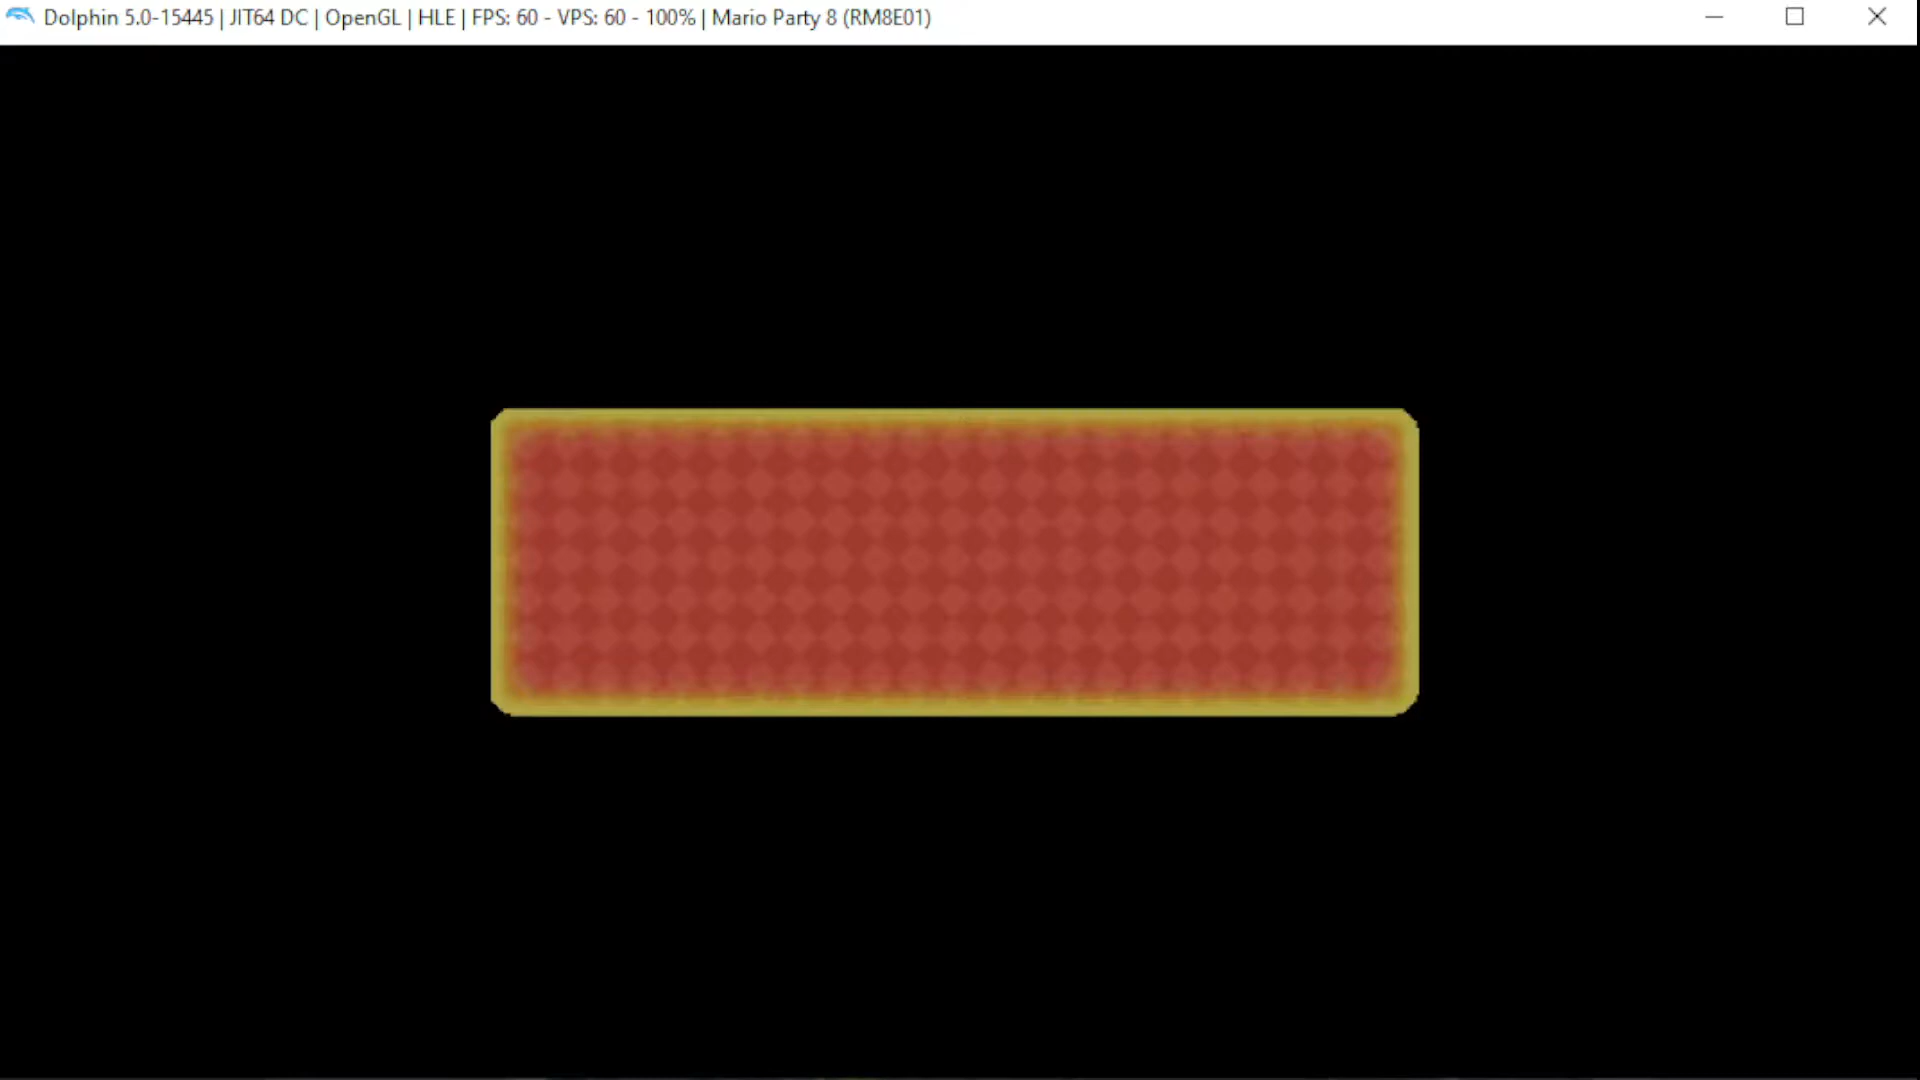 Dolphin 5.0-15445 | JIT64 DC | OpenGL | HLE | FPS: 60 - VPS: 60 - 100% | Mario Party 8 (RM8E01)